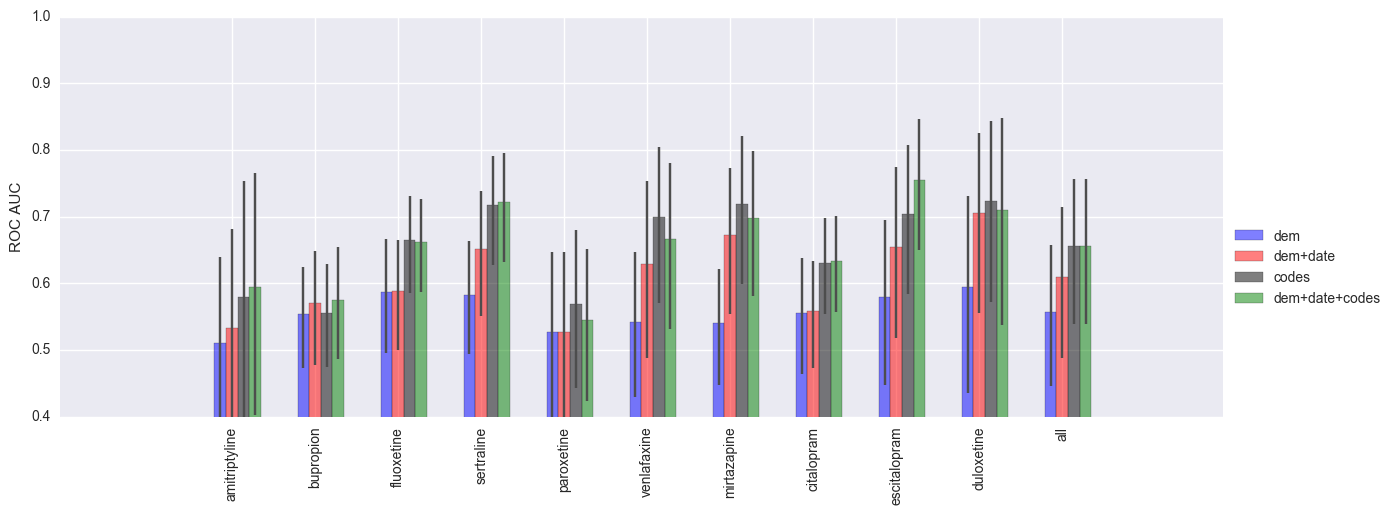 1.0
0.9
0.8
0.7
0.6
0.5
0.4
ROC AUC
amitriptyline
bupropion
fluoxetine
sertraline
paroxetine
venlafaxine
mirtazapine
citalopram
escitalopram
duloxetine
all
dem
dem+date
codes
dem+date+codes